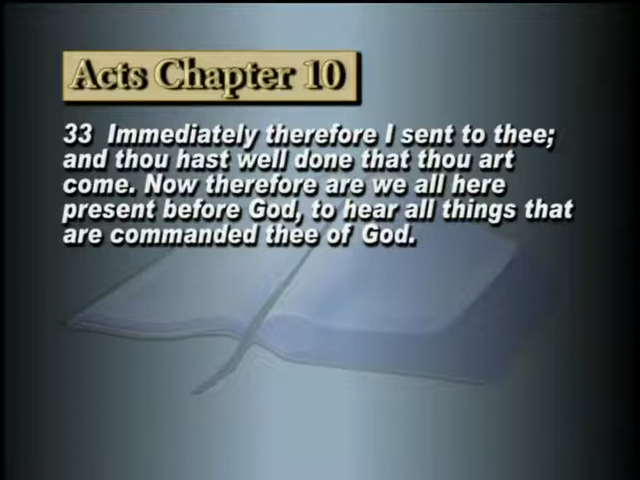 Acts Chapter 10
33 Immediately therefore I sent to thee;
and thou hast well done that thou art
come. Now therefore are we all here
present before God, to hear all things that
are commanded thee of God.